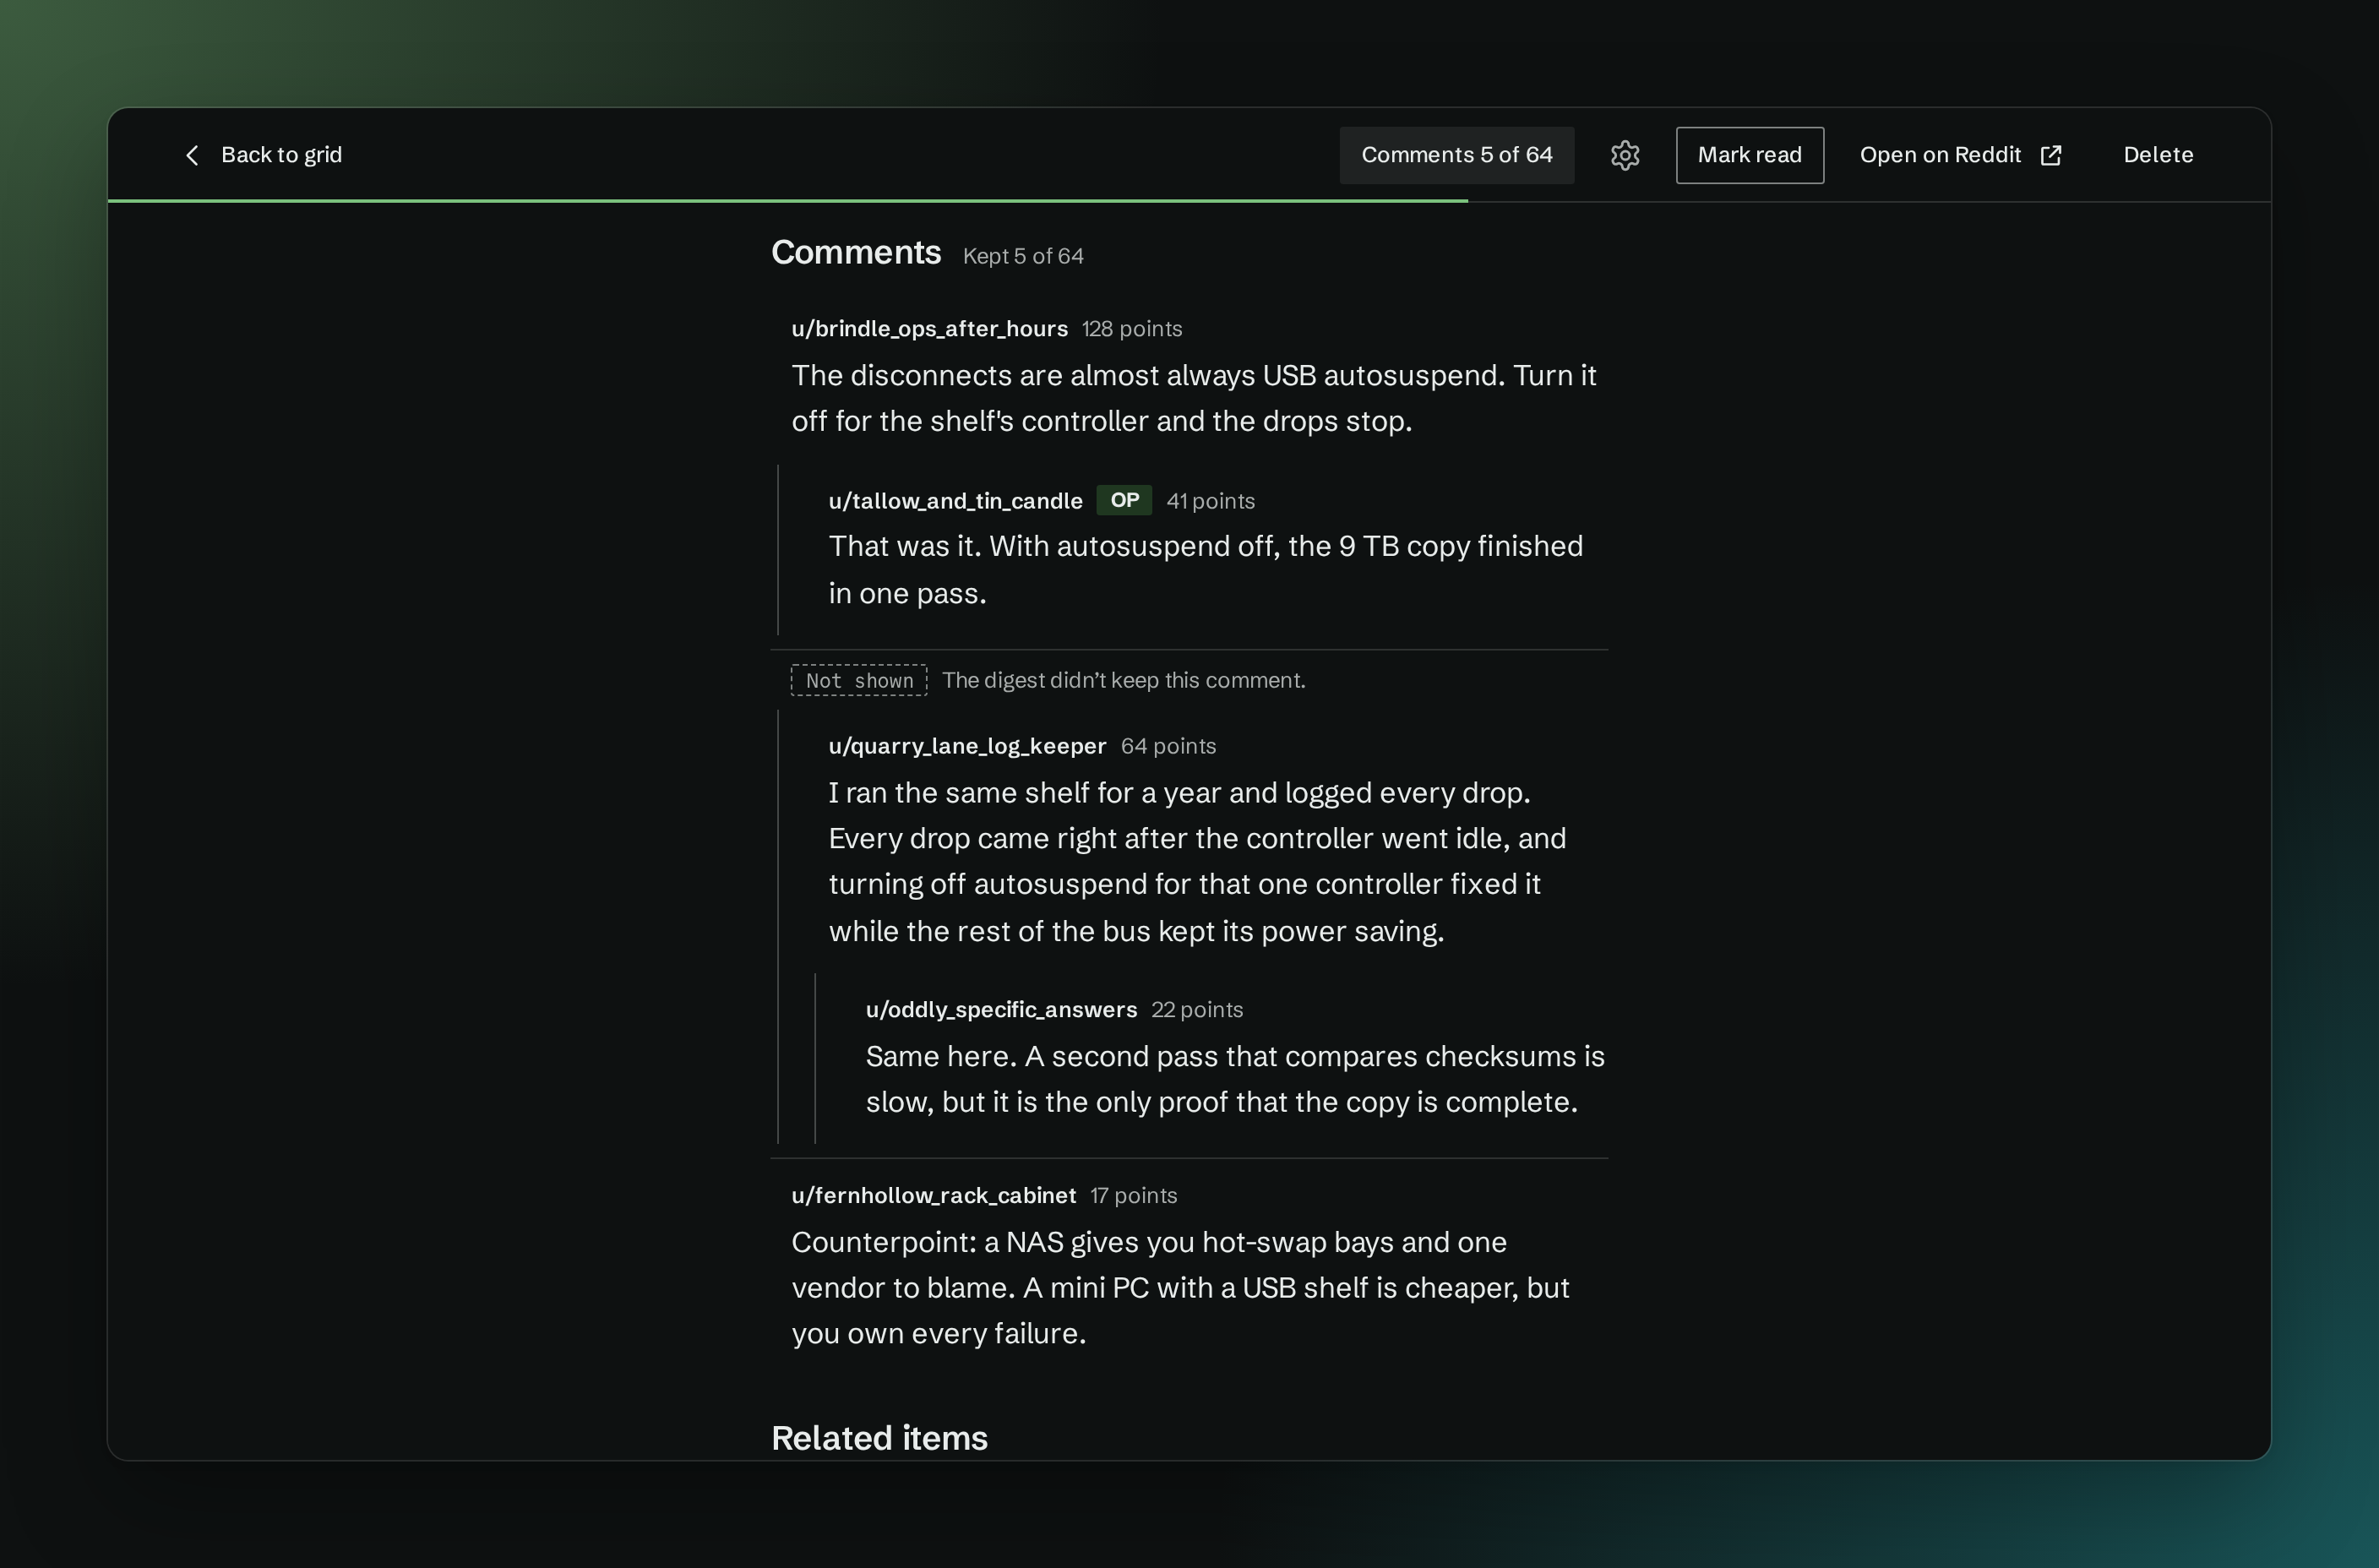 Back to grid
Comments 5 of 64
Mark read
Open on Reddit
Delete
Comments Kept 5 of 64
u/brindle_ops_after_hours 128 points
The disconnects are almost always USB autosuspend. Turn it
off for the shelf's controller and the drops stop.
u/tallow_and_tin_candle OP 41 points
That was it. With autosuspend off, the 9 TB copy finished
in one pass.
Not shown The digest didn’t keep this comment.
u/quarry_lane_log_keeper 64 points
I ran the same shelf for a year and logged every drop.
Every drop came right after the controller went idle, and
turning off autosuspend for that one controller fixed it
while the rest of the bus kept its power saving.
u/oddly_specific_answers 22 points
Same here. A second pass that compares checksums is
slow, but it is the only proof that the copy is complete.
u/fernhollow_rack_cabinet 17 points
Counterpoint: a NAS gives you hot-swap bays and one
vendor to blame. A mini PC with a USB shelf is cheaper, but
you own every failure.
Related items